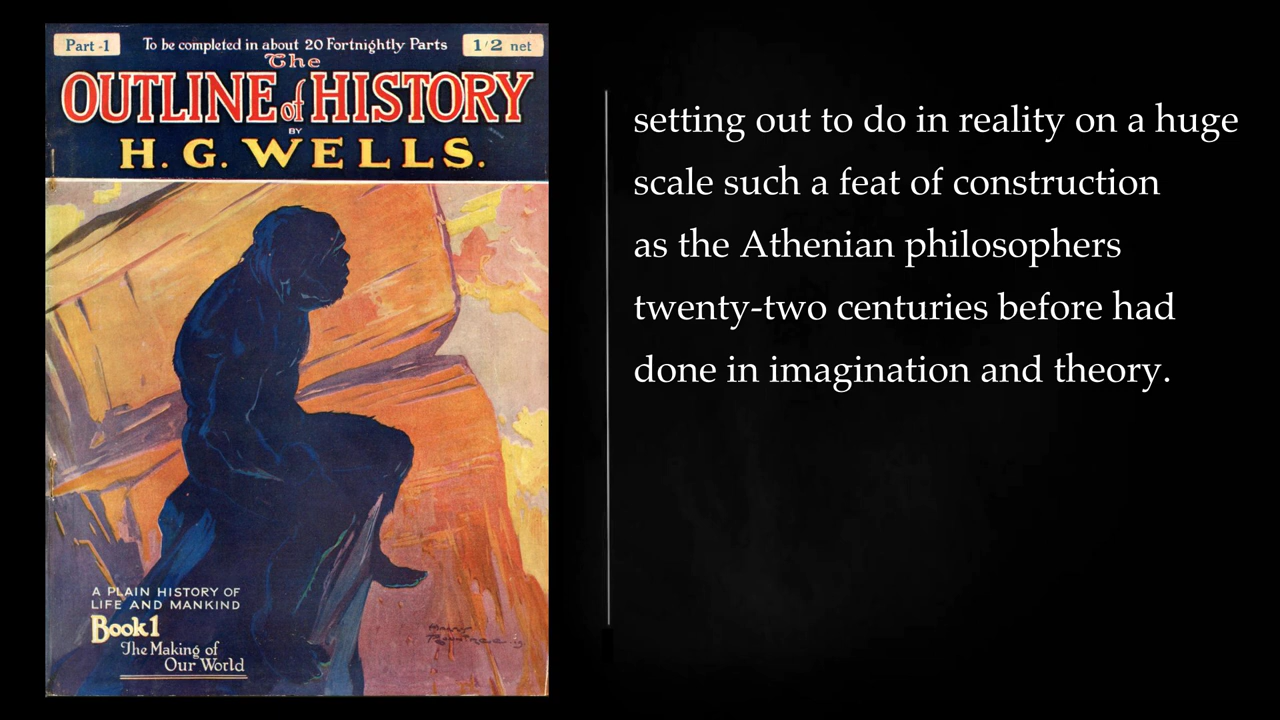 Part -1
To be completed in about 20 Fortnightly Parts
1/2 net
The
OUTLINE of HISTORY
BY
H. G. WELLS.
A PLAIN HISTORY OF
LIFE AND MANKIND
Book 1
The Making of
Our World
setting out to do in reality on a huge
scale such a feat of construction
as the Athenian philosophers
twenty-two centuries before had
done in imagination and theory.